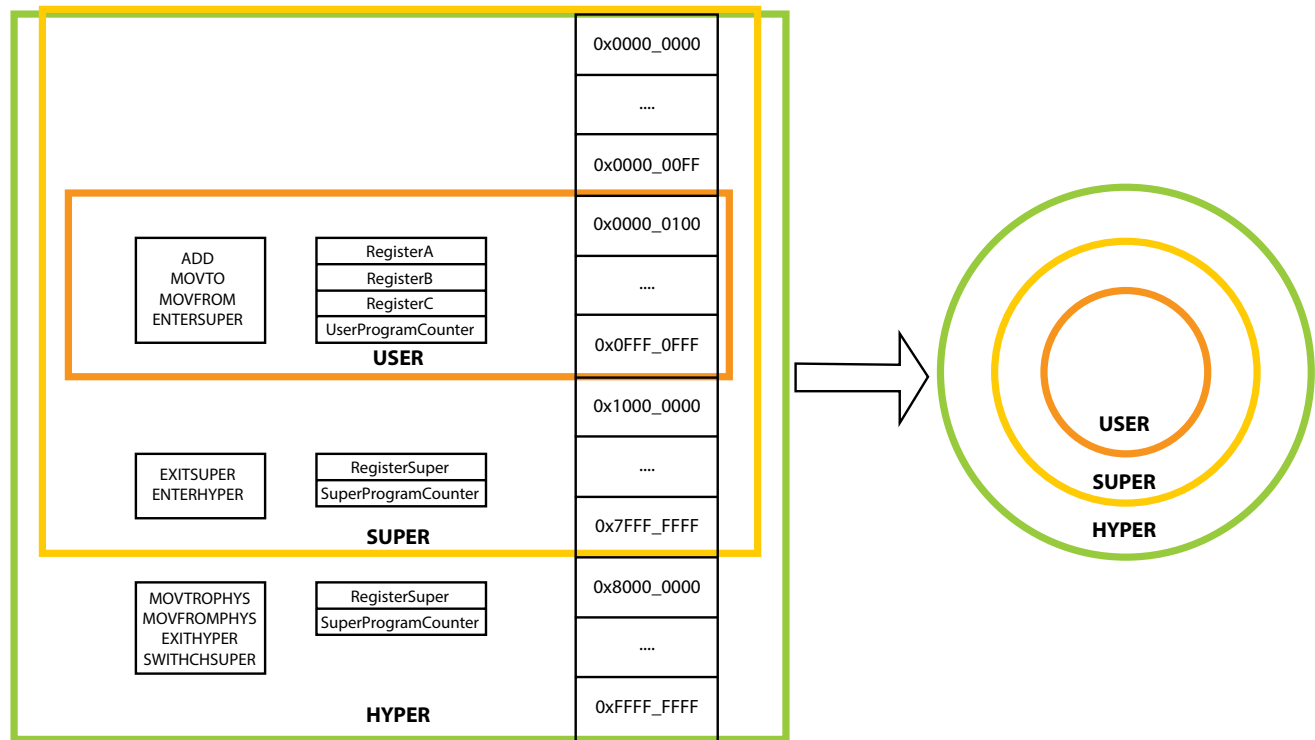 0x0000_0000
....
0x0000_00FF
ADD
MOVTO
MOVFROM
ENTERSUPER
RegisterA
RegisterB
RegisterC
UserProgramCounter
USER
0x0000_0100
....
0x0FFF_0FFF
EXITSUPER
ENTERHYPER
RegisterSuper
SuperProgramCounter
SUPER
0x1000_0000
....
0x7FFF_FFFF
MOVTROPHYS
MOVFROMPHYS
EXITHYPER
SWITHCHSUPER
RegisterSuper
SuperProgramCounter
HYPER
0x8000_0000
....
0xFFFF_FFFF
USER
SUPER
HYPER